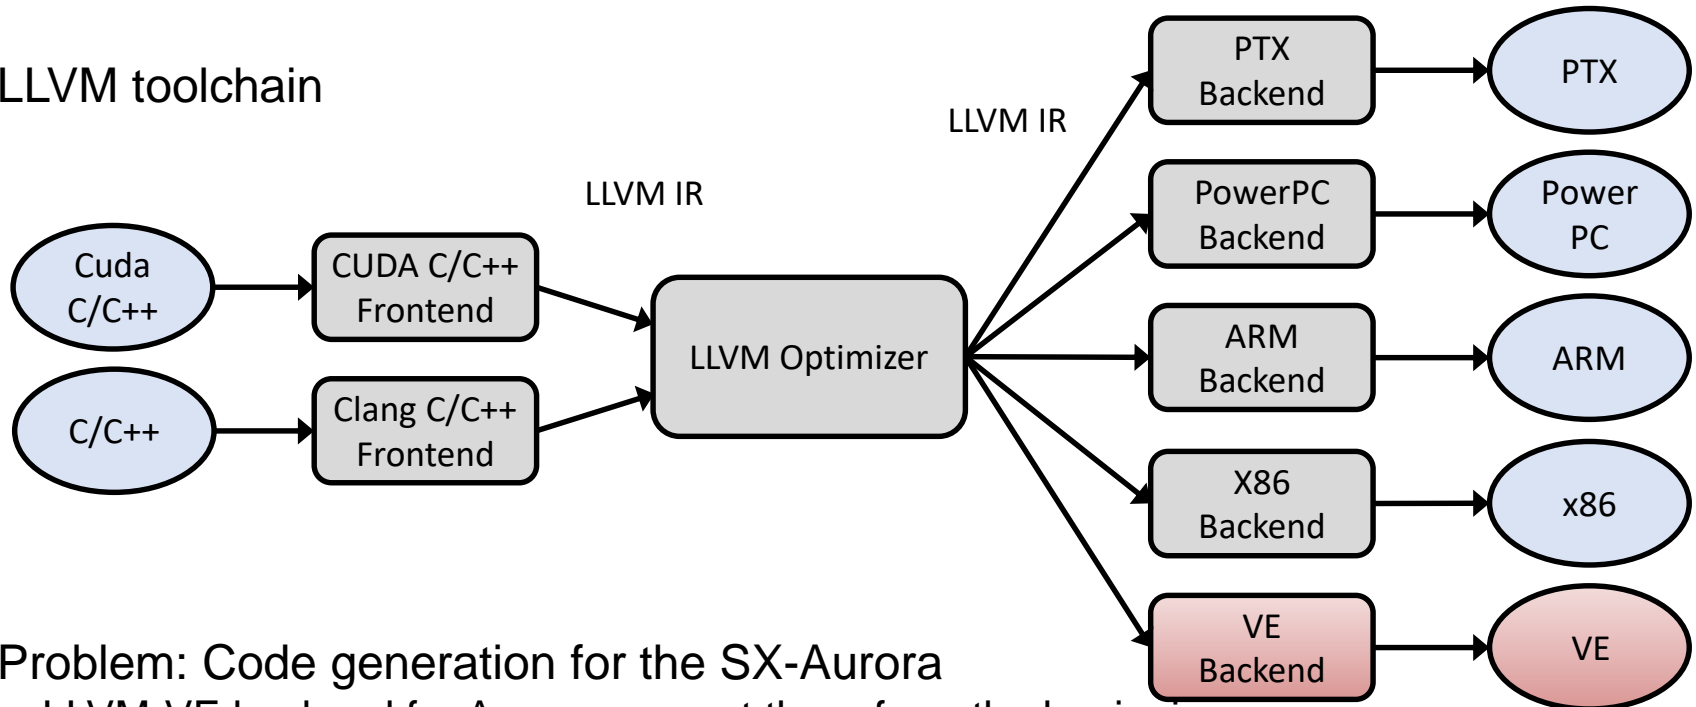 LLVM toolchain
LLVM IR
LLVM IR
Cuda
C/C++
CUDA C/C++
Frontend
C/C++
Clang C/C++
Frontend
LLVM Optimizer
PTX
Backend
PTX
PowerPC
Backend
Power
PC
ARM
Backend
ARM
X86
Backend
x86
VE
Backend
VE
Problem: Code generation for the SX-Aurora